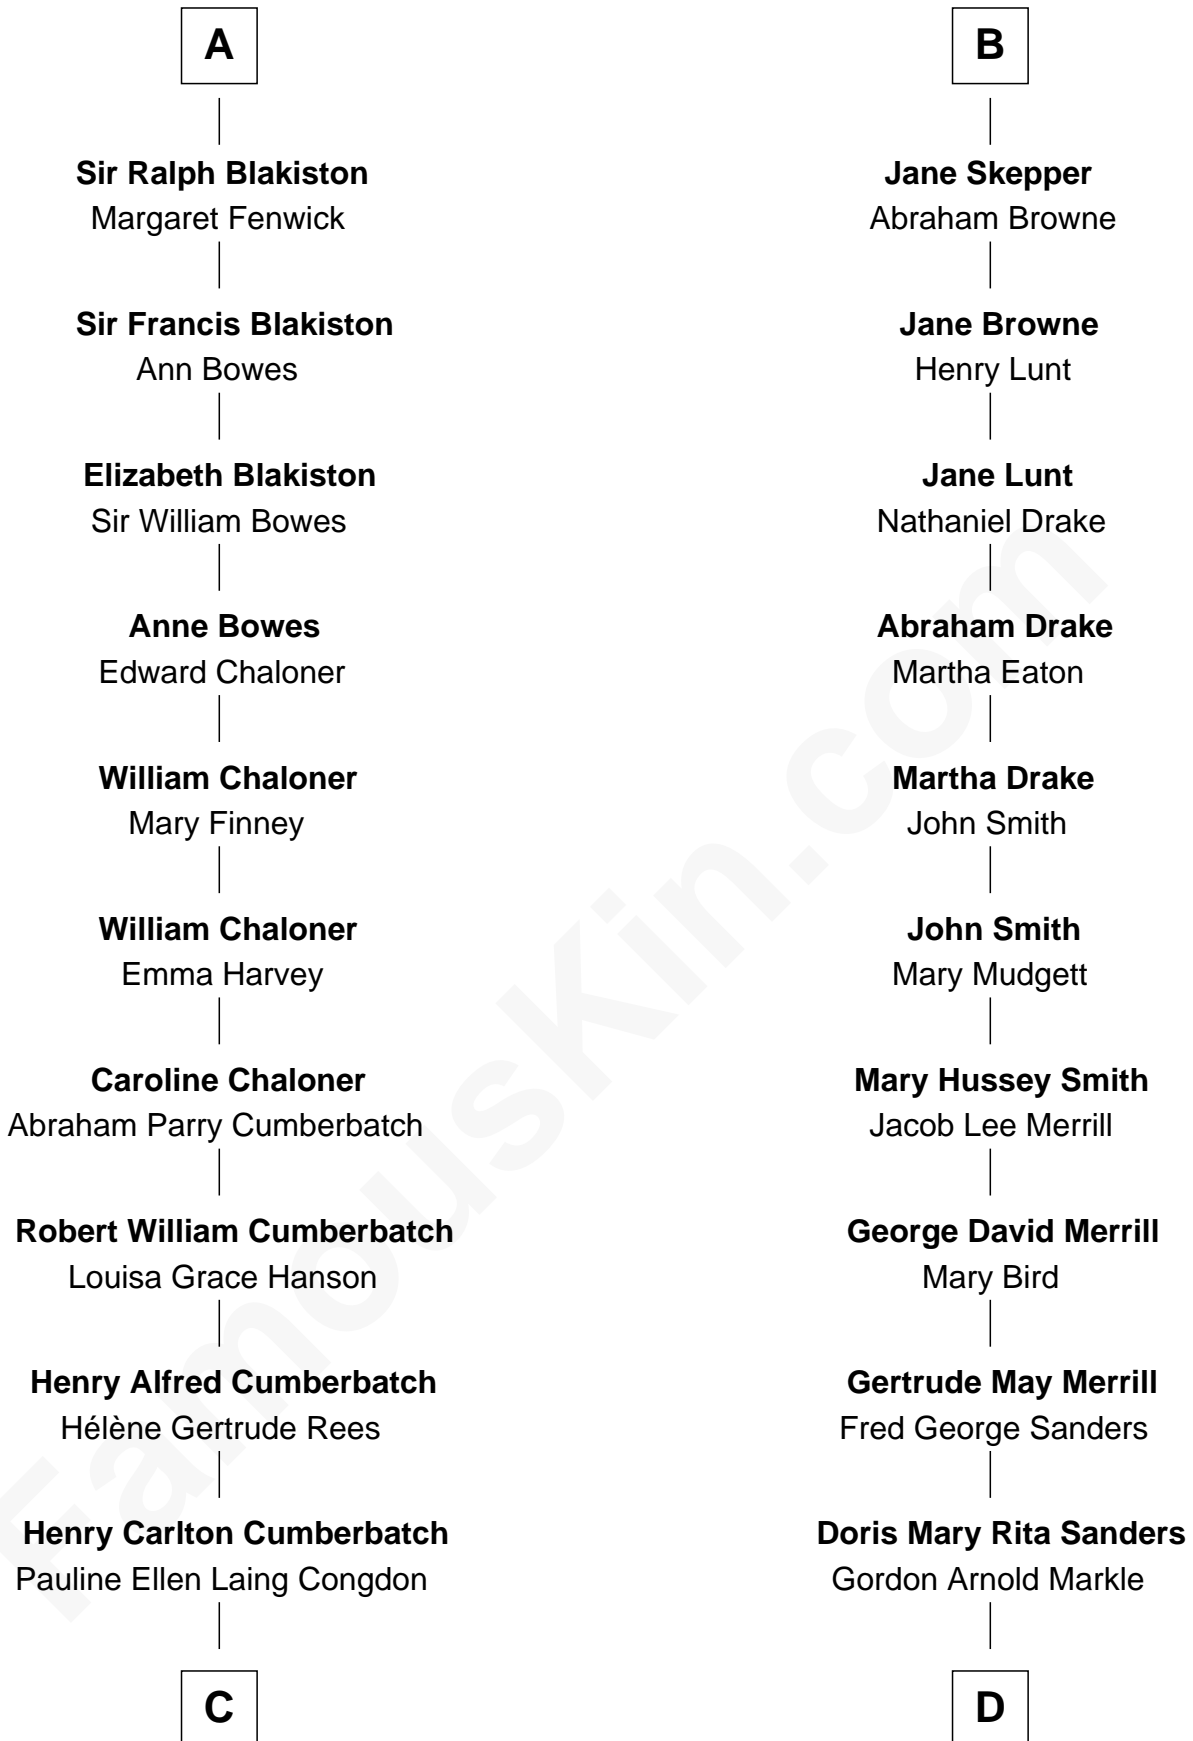 A
Sir Ralph Blakiston
Margaret Fenwick
Sir Francis Blakiston
Ann Bowes
Elizabeth Blakiston
Sir William Bowes
Anne Bowes
Edward Chaloner
William Chaloner
Mary Finney
William Chaloner
Emma Harvey
Caroline Chaloner
Abraham Parry Cumberbatch
Robert William Cumberbatch
Louisa Grace Hanson
Henry Alfred Cumberbatch
Hélène Gertrude Rees
Henry Carlton Cumberbatch
Pauline Ellen Laing Congdon
C
B
Jane Skepper
Abraham Browne
Jane Browne
Henry Lunt
Jane Lunt
Nathaniel Drake
Abraham Drake
Martha Eaton
Martha Drake
John Smith
John Smith
Mary Mudgett
Mary Hussey Smith
Jacob Lee Merrill
George David Merrill
Mary Bird
Gertrude May Merrill
Fred George Sanders
Doris Mary Rita Sanders
Gordon Arnold Markle
D
FamousKin.com